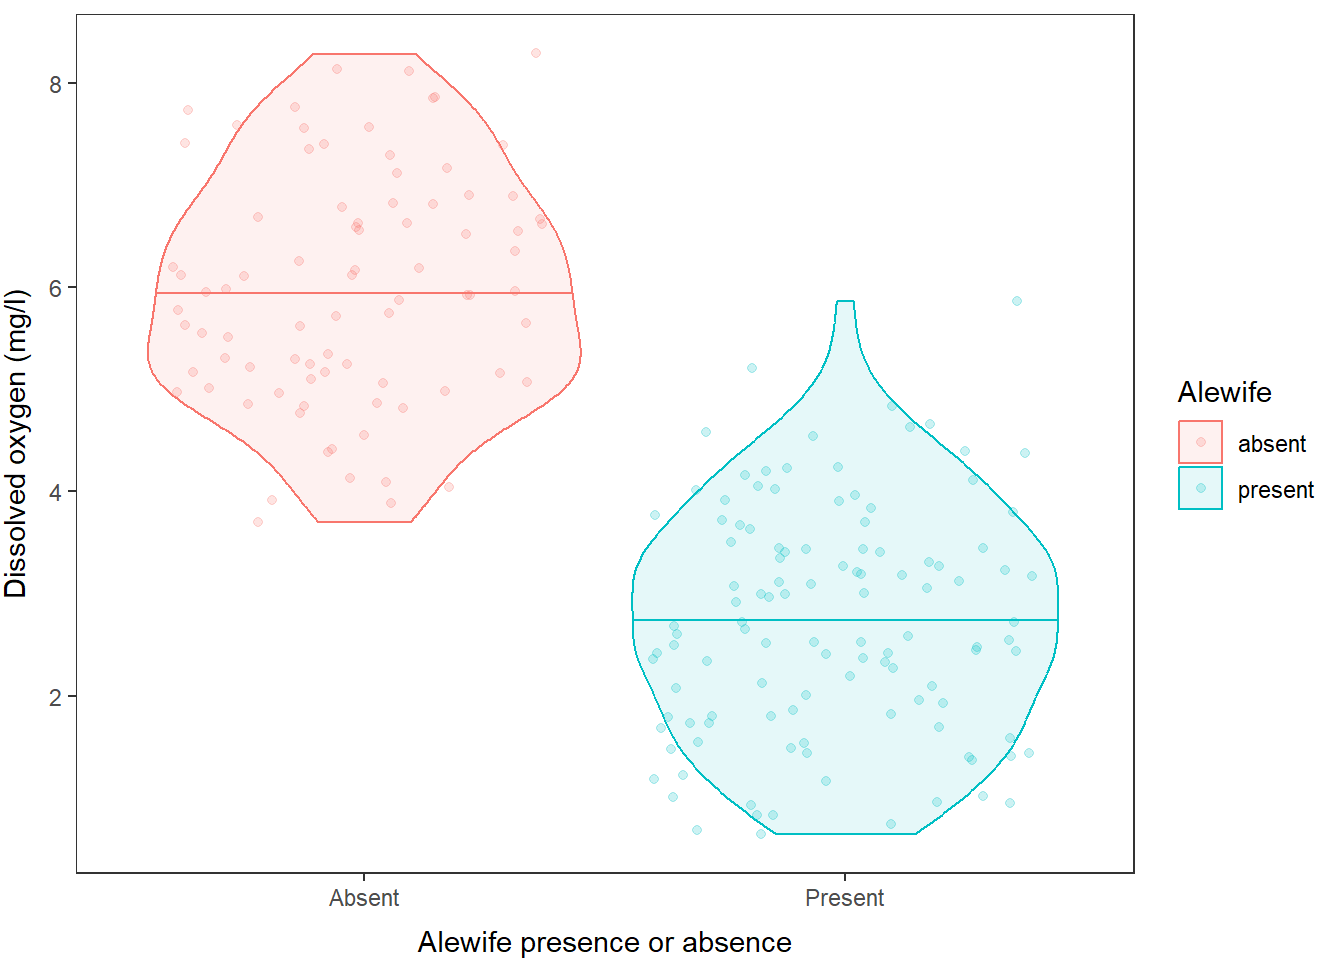 Dissolved oxygen (mg/l)
8
6
4
2
Absent
Present
Alewife presence or absence
Alewife
absent
present